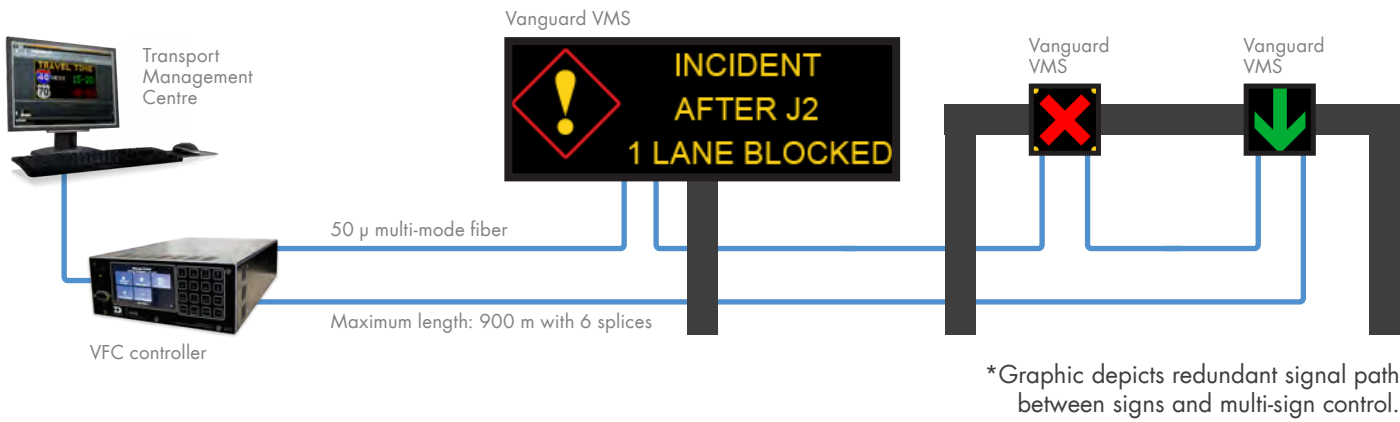 Vanguard VMS
Transport
Management
Centre
TRAVEL TIME
INCIDENT
AFTER J2
1 LANE BLOCKED
Vanguard
VMS
Vanguard
VMS
50 µ multi-mode fiber
Maximum length: 900 m with 6 splices
VFC controller
*Graphic depicts redundant signal path
between signs and multi-sign control.